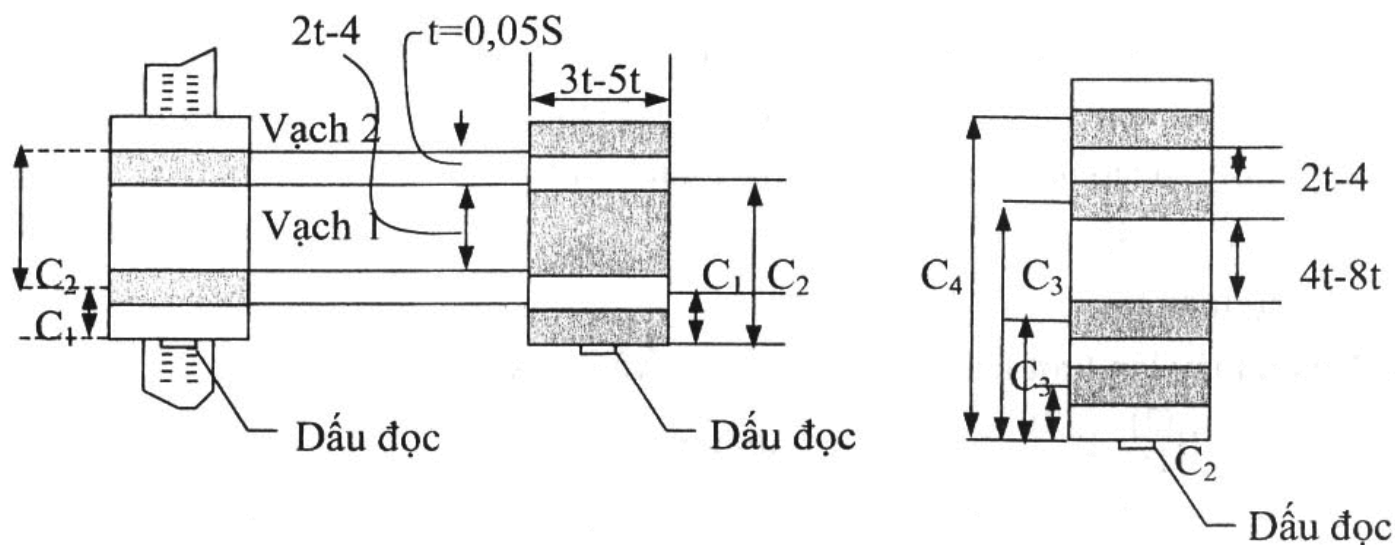 2t-4
t=0,05S
3t-5t
Vạch 2
Vạch 1
C₂
C₁
C₁
C₂
Dấu đọc
Dấu đọc
2t-4
4t-8t
C₄
C₃
C₃
C₂
Dấu đọc